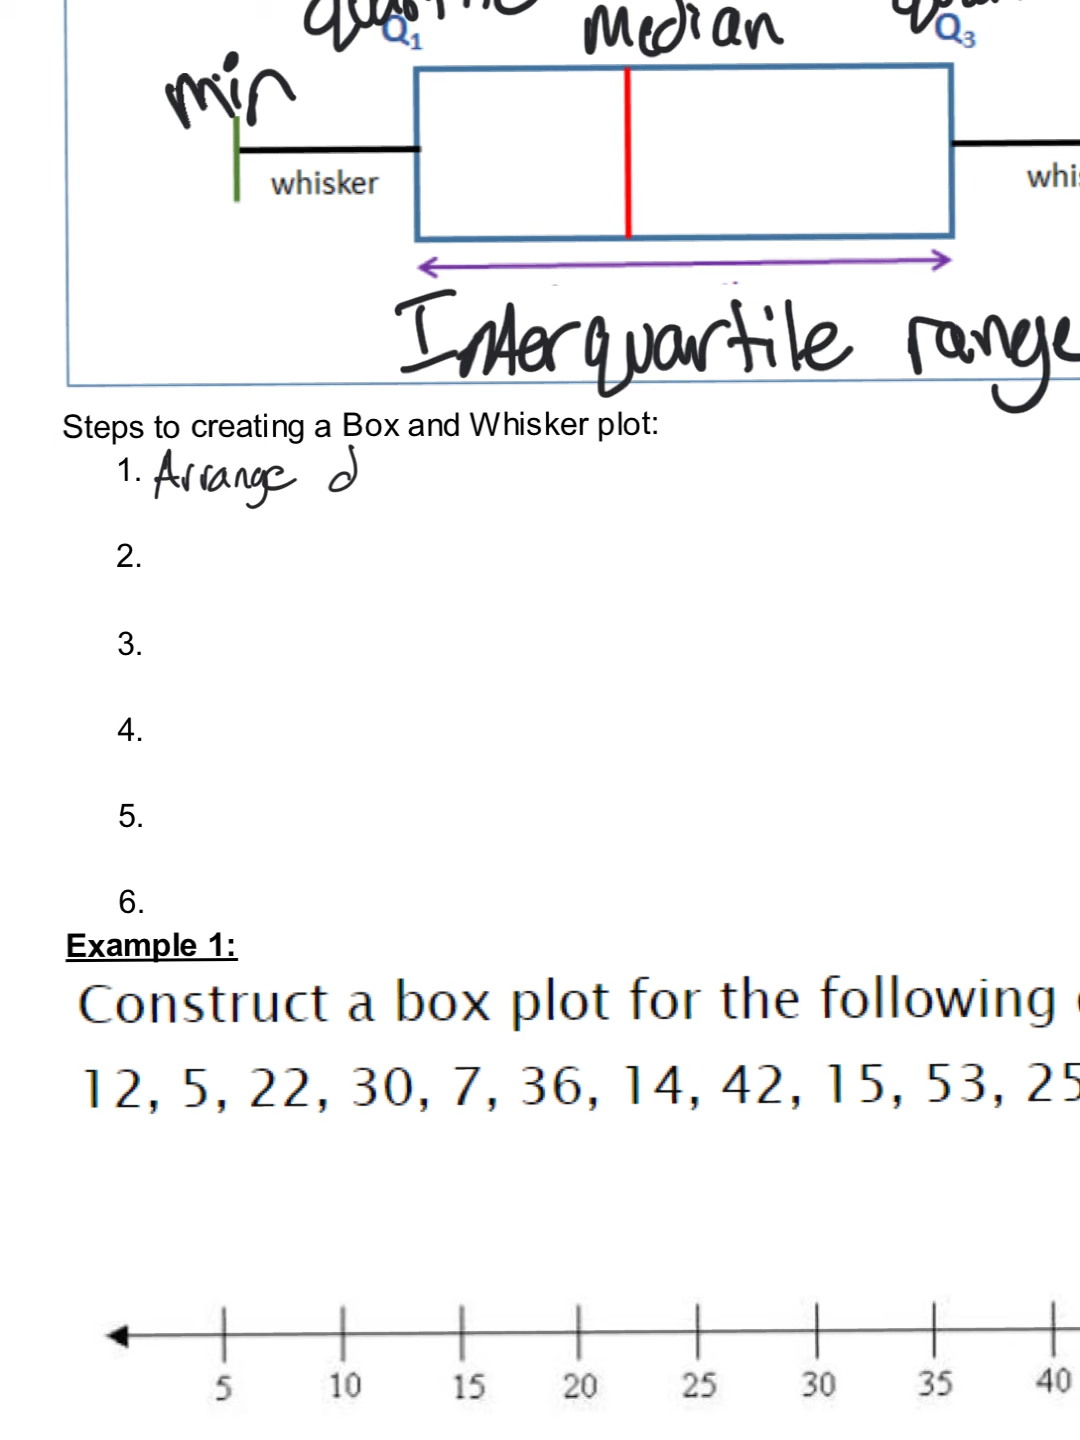 Q1 Median Q3
min
whisker
Interquartile range
Steps to creating a Box and Whisker plot:
1. Arrange d
2.
3.
4.
5.
6.
Example 1:
Construct a box plot for the following
12, 5, 22, 30, 7, 36, 14, 42, 15, 53, 25
5 10 15 20 25 30 35 40